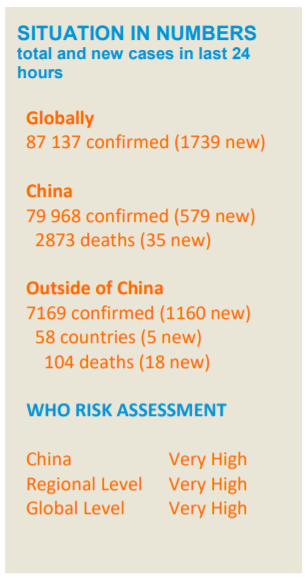 SITUATION IN NUMBERS
total and new cases in last 24
hours
Globally
87 137 confirmed (1739 new)
China
79 968 confirmed (579 new)
2873 deaths (35 new)
Outside of China
7169 confirmed (1160 new)
58 countries (5 new)
104 deaths (18 new)
WHO RISK ASSESSMENT
China Very High
Regional Level Very High
Global Level Very High